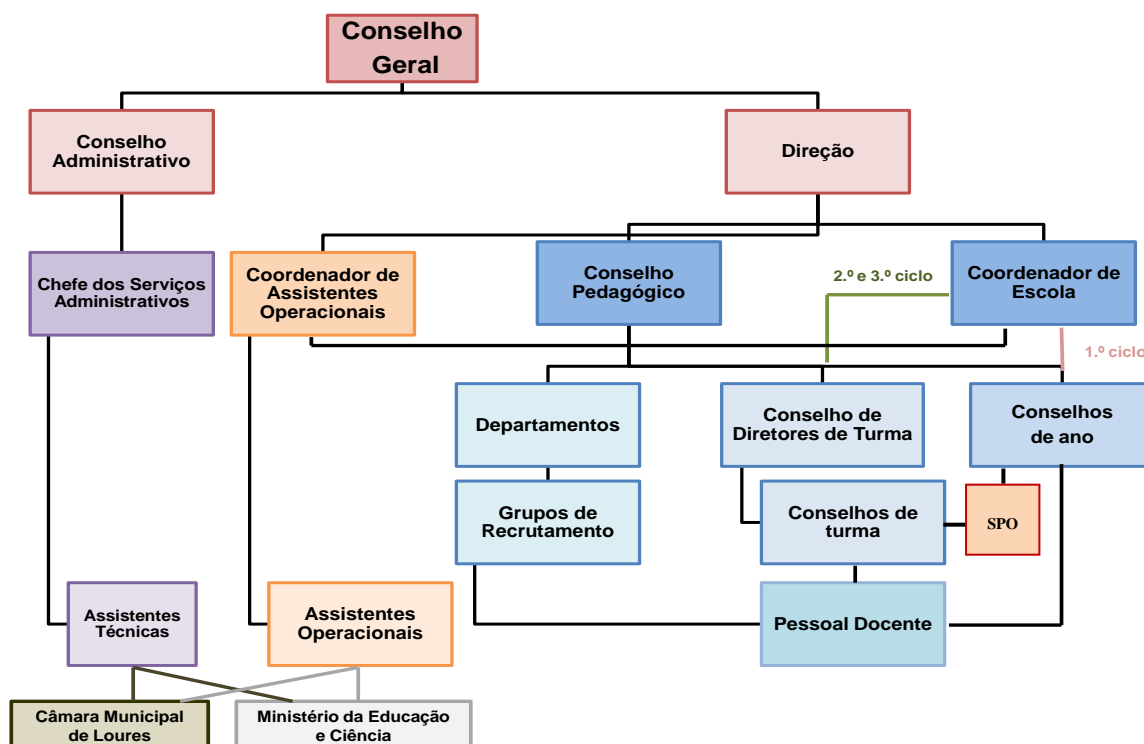 Conselho
Geral
Conselho
Administrativo
Direção
Chefe dos Serviços
Administrativos
Coordenador de
Assistentes
Operacionais
Conselho
Pedagógico
2.º e 3.º ciclo
Coordenador de
Escola
1.º ciclo
Departamentos
Conselho de
Diretores de Turma
Conselhos
de ano
Grupos de
Recrutamento
Conselhos de
turma
SPO
Assistentes
Técnicas
Assistentes
Operacionais
Pessoal Docente
Câmara Municipal
de Loures
Ministério da Educação
e Ciência